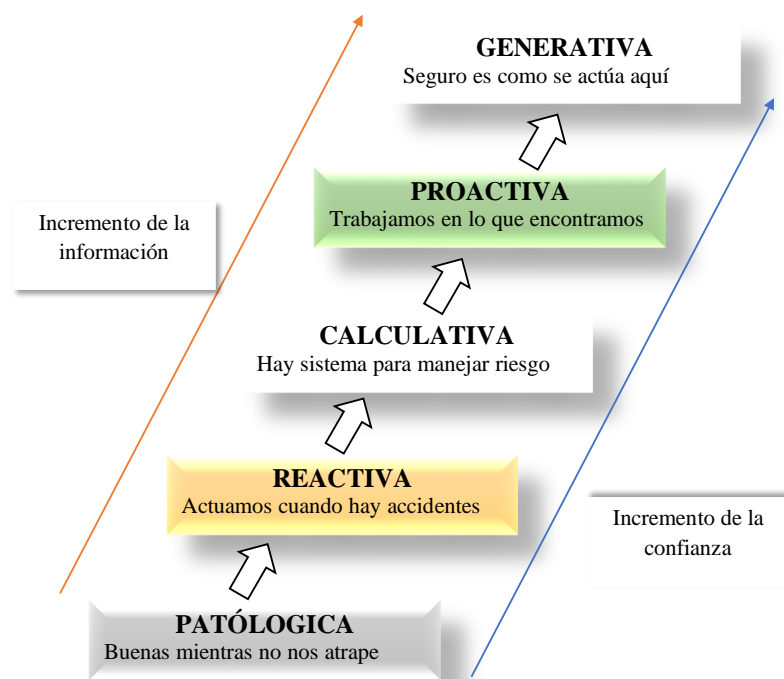 GENERATIVA
Seguro es como se actúa aquí
PROACTIVA
Trabajamos en lo que encontramos
Incremento de la
información
CALCULATIVA
Hay sistema para manejar riesgo
REACTIVA
Actuamos cuando hay accidentes
Incremento de la
confianza
PATÓLOGICA
Buenas mientras no nos atrape